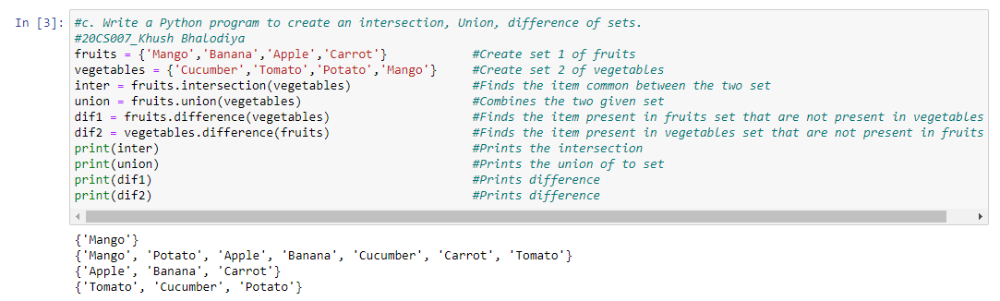 In [3]: #c. Write a Python program to create an intersection, Union, difference of sets.
#20CS007_Khush Bhalodiya
fruits = {'Mango','Banana','Apple','Carrot'} #Create set 1 of fruits
vegetables = {'Cucumber','Tomato','Potato','Mango'} #Create set 2 of vegetables
inter = fruits.intersection(vegetables) #Finds the item common between the two set
union = fruits.union(vegetables) #Combines the two given set
dif1 = fruits.difference(vegetables) #Finds the item present in fruits set that are not present in vegetables
dif2 = vegetables.difference(fruits) #Finds the item present in vegetables set that are not present in fruits
print(inter) #Prints the intersection
print(union) #Prints the union of to set
print(dif1) #Prints difference
print(dif2) #Prints difference
{'Mango'}
{'Mango', 'Potato', 'Apple', 'Banana', 'Cucumber', 'Carrot', 'Tomato'}
{'Apple', 'Banana', 'Carrot'}
{'Tomato', 'Cucumber', 'Potato'}